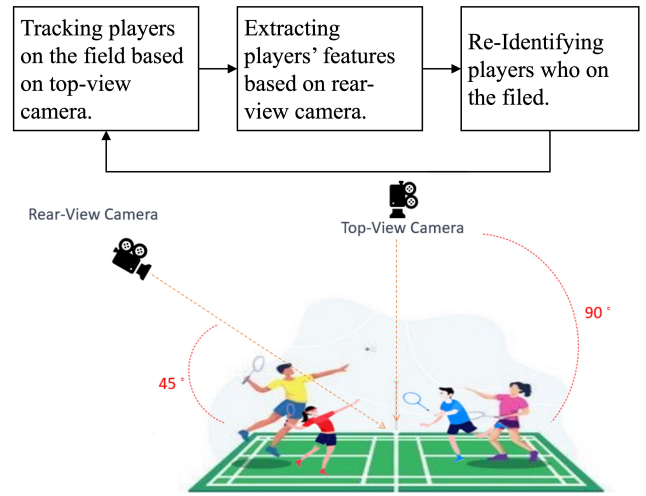 Tracking players
on the field based
on top-view
camera.
Extracting
players' features
based on rear-
view camera.
Re-Identifying
players who on
the filed.
Rear-View Camera
Top-View Camera
90 °
45 °